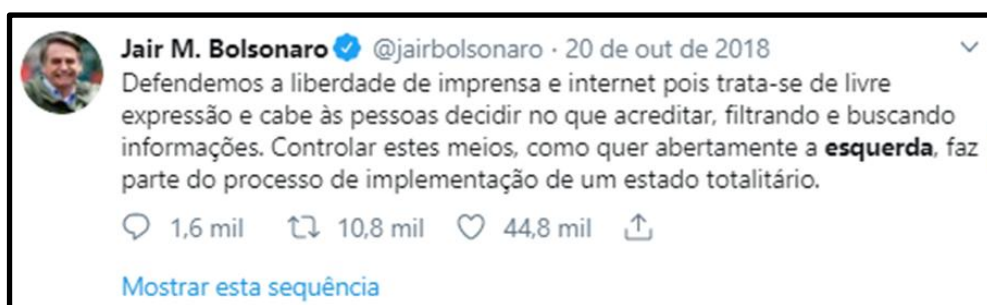 Jair M. Bolsonaro @jairbolsonaro · 20 de out de 2018
Defendemos a liberdade de imprensa e internet pois trata-se de livre
expressão e cabe às pessoas decidir no que acreditar, filtrando e buscando
informações. Controlar estes meios, como quer abertamente a esquerda, faz
parte do processo de implementação de um estado totalitário.
1,6 mil 10,8 mil 44,8 mil
Mostrar esta sequência